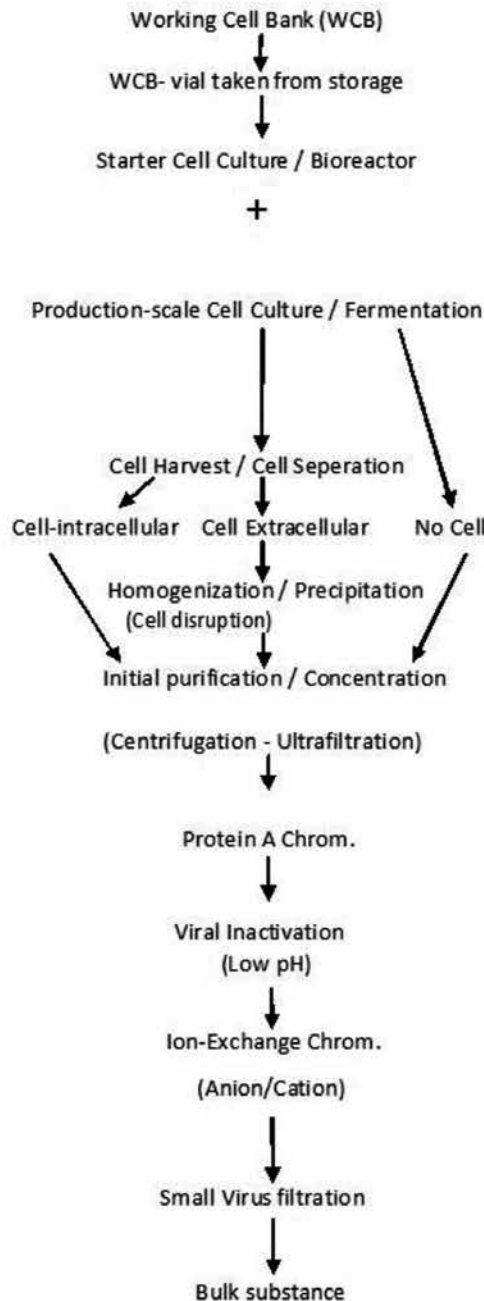 Working Cell Bank (WCB)
WCB- vial taken from storage
Starter Cell Culture / Bioreactor
+
Production-scale Cell Culture / Fermentation
Cell Harvest / Cell Seperation
Cell-intracellular Cell Extracellular No Cell
Homogenization / Precipitation
(Cell disruption)
Initial purification / Concentration
(Centrifugation - Ultrafiltration)
Protein A Chrom.
Viral Inactivation
(Low pH)
Ion-Exchange Chrom.
(Anion/Cation)
Small Virus filtration
Bulk substance